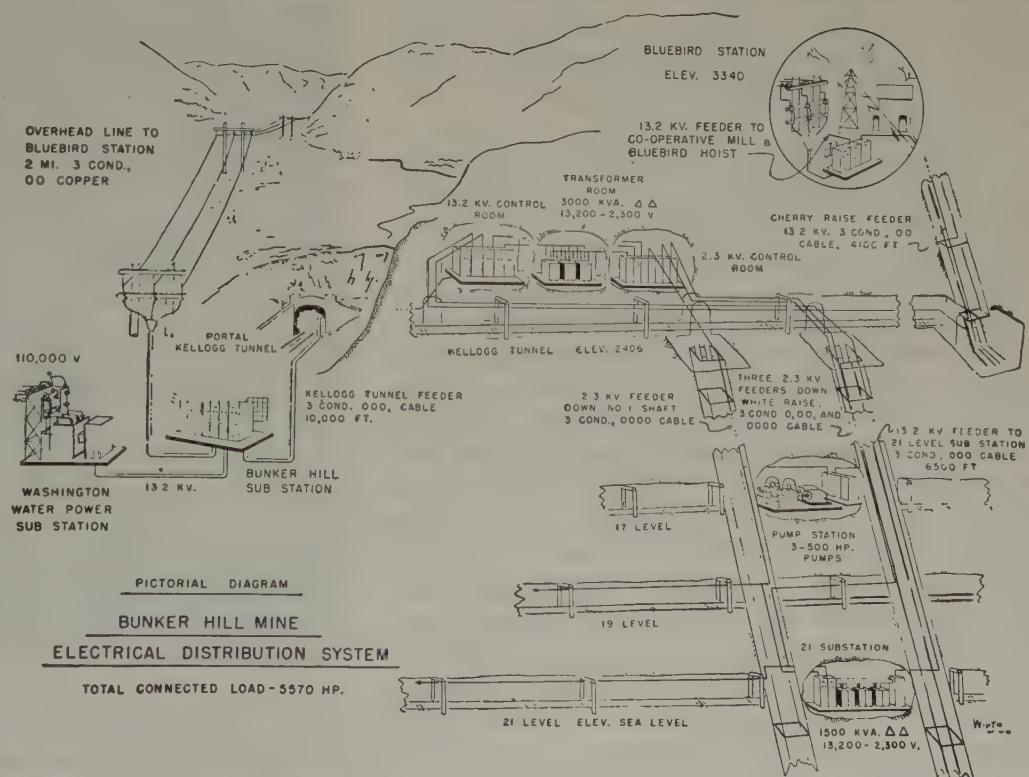 BLUEBIRD STATION
ELEV. 3340
OVERHEAD LINE TO
BLUEBIRD STATION
2 MI. 3 COND.,
00 COPPER
13.2 KV. FEEDER TO
CO-OPERATIVE MILL &
BLUEBIRD HOIST
TRANSFORMER
ROOM
3000 KVA. Δ Δ
13,200-2,300 V
13.2 KV. CONTROL
ROOM
2.3 KV. CONTROL
ROOM
CHERRY RAISE FEEDER
13.2 KV. 3 COND., 00
CABLE, 4100 FT
PORTAL
KELLOGG TUNNEL
KELLOGG TUNNEL ELEV. 2406
110,000 V
KELLOGG TUNNEL FEEDER
3 COND. 000, CABLE
10,000 FT.
2.3 KV FEEDER
DOWN NO 1 SHAFT
3 COND., 0000 CABLE
THREE 2.3 KV
FEEDERS DOWN
WHITE RAISE.
3 COND 0,00, AND
0000 CABLE
13.2 KV FEEDER TO
21 LEVEL SUB STATION
3 COND, 000 CABLE
6500 FT
13.2 KV.
BUNKER HILL
SUB STATION
WASHINGTON
WATER POWER
SUB STATION
17 LEVEL
PUMP STATION
3-500 HP.
PUMPS
PICTORIAL DIAGRAM
BUNKER HILL MINE
ELECTRICAL DISTRIBUTION SYSTEM
TOTAL CONNECTED LOAD-5570 HP.
19 LEVEL
21 SUBSTATION
21 LEVEL ELEV. SEA LEVEL
1500 KVA. Δ Δ
13,200-2,300 V,